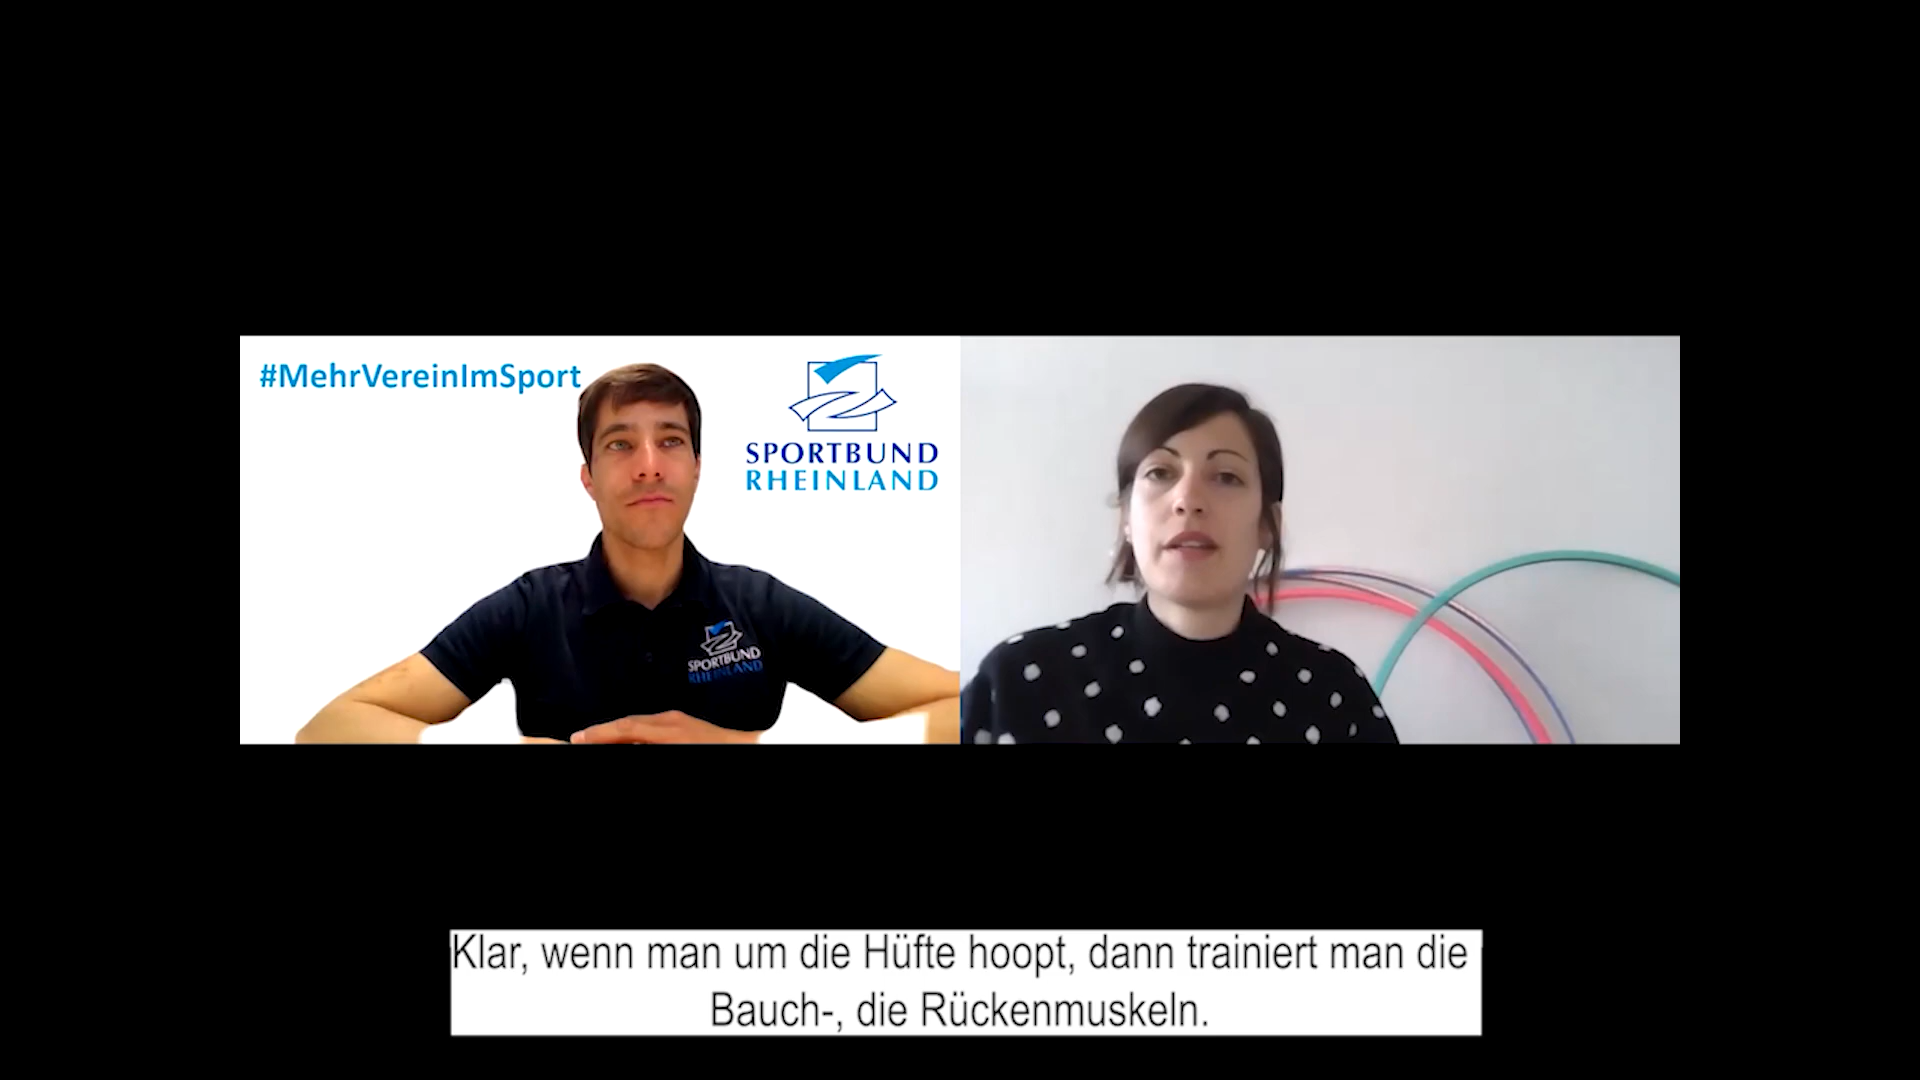 #MehrVereinImSport
SPORTBUND
RHEINLAND
SPORTBUND
RHEINLAND
Klar, wenn man um die Hüfte hoopt, dann trainiert man die
Bauch-, die Rückenmuskeln.